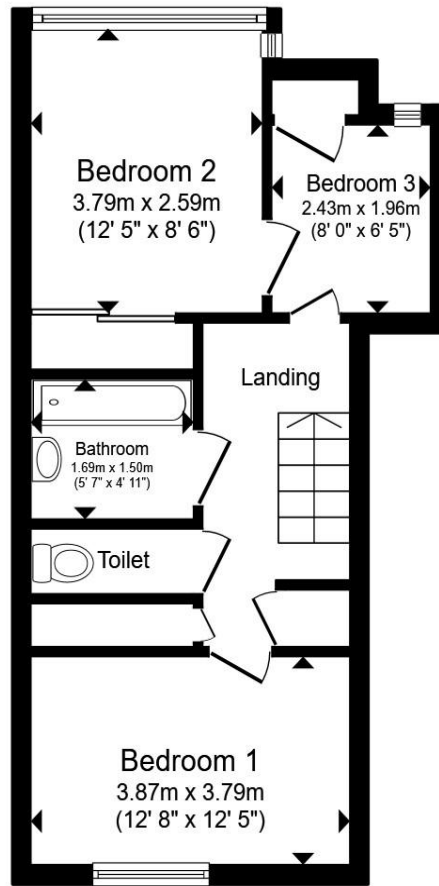 Bedroom 2
3.79m x 2.59m
(12' 5" x 8' 6")
Bedroom 3
2.43m x 1.96m
(8' 0" x 6' 5")
Landing
Bathroom
1.69m x 1.50m
(5' 7" x 4' 11")
Toilet
Bedroom 1
3.87m x 3.79m
(12' 8" x 12' 5")